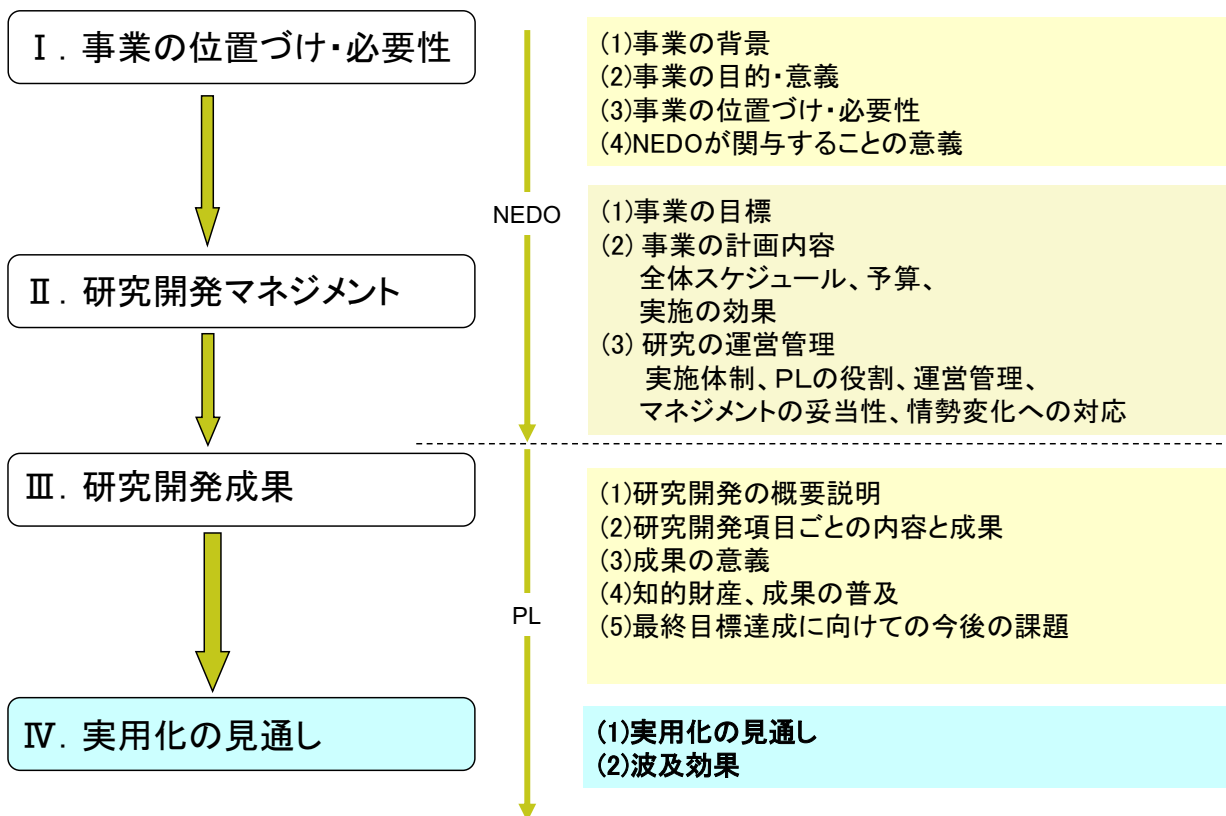 Ⅰ. 事業の位置づけ・必要性
(1)事業の背景
(2)事業の目的・意義
(3)事業の位置づけ・必要性
(4)NEDOが関与することの意義
NEDO
Ⅱ. 研究開発マネジメント
(1)事業の目標
(2) 事業の計画内容
全体スケジュール、予算、
実施の効果
(3) 研究の運営管理
実施体制、PLの役割、運営管理、
マネジメントの妥当性、情勢変化への対応
Ⅲ. 研究開発成果
(1)研究開発の概要説明
(2)研究開発項目ごとの内容と成果
(3)成果の意義
(4)知的財産、成果の普及
(5)最終目標達成に向けての今後の課題
PL
Ⅳ. 実用化の見通し
(1)実用化の見通し
(2)波及効果